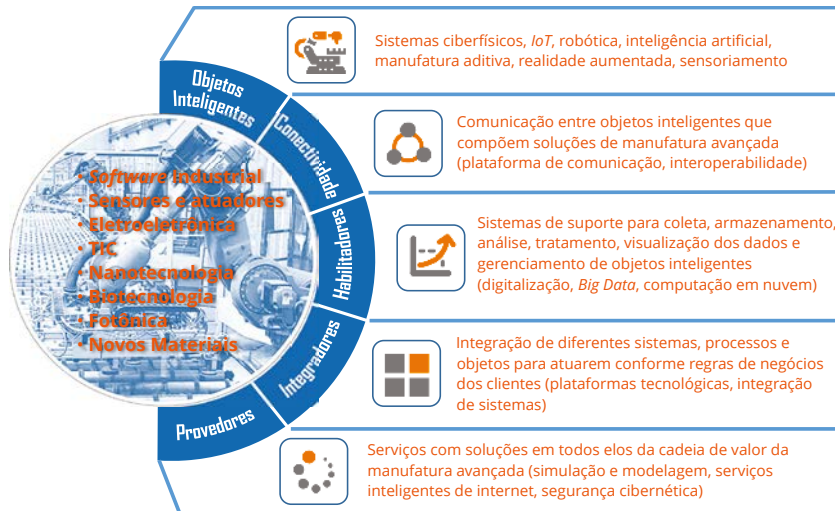 Objetos
Inteligentes
Conectividade
Habilitadores
Integradores
Provedores
• Software Industrial
• Sensores e atuadores
• Eletroeletrônica
• TIC
• Nanotecnologia
• Biotecnologia
• Fotônica
• Novos Materiais
Sistemas ciberfísicos, IoT, robótica, inteligência artificial,
manufatura aditiva, realidade aumentada, sensoriamento
Comunicação entre objetos inteligentes que
compõem soluções de manufatura avançada
(plataforma de comunicação, interoperabilidade)
Sistemas de suporte para coleta, armazenamento,
análise, tratamento, visualização dos dados e
gerenciamento de objetos inteligentes
(digitalização, Big Data, computação em nuvem)
Integração de diferentes sistemas, processos e
objetos para atuarem conforme regras de negócios
dos clientes (plataformas tecnológicas, integração
de sistemas)
Serviços com soluções em todos elos da cadeia de valor da
manufatura avançada (simulação e modelagem, serviços
inteligentes de internet, segurança cibernética)